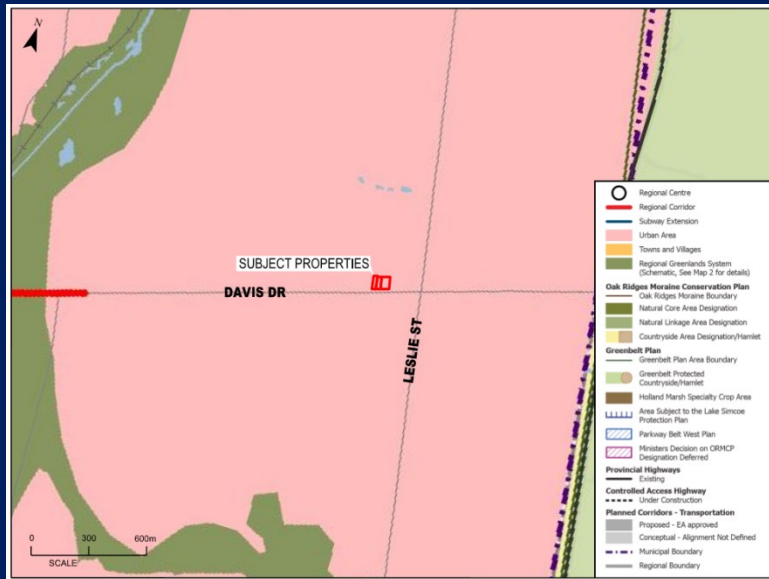 N
SUBJECT PROPERTIES
DAVIS DR
LESLIE ST
0 300 600m
SCALE
Regional Centre
Regional Corridor
Subway Extension
Urban Area
Towns and Villages
Regional Greenlands System
(Schematic, See Map 2 for details)
Oak Ridges Moraine Conservation Plan
Oak Ridges Moraine Boundary
Natural Core Area Designation
Natural Linkage Area Designation
Countryside Area Designation/Hamlet
Greenbelt Plan
Greenbelt Plan Area Boundary
Greenbelt Protected
Countryside/Hamlet
Holland Marsh Specialty Crop Area
Area Subject to the Lake Simcoe
Protection Plan
Parkway Belt West Plan
Ministers Decision on ORMCP
Designation Deferred
Provincial Highways
Existing
Controlled Access Highway
Under Construction
Planned Corridors - Transportation
Proposed - EA approved
Conceptual - Alignment Not Defined
Municipal Boundary
Regional Boundary